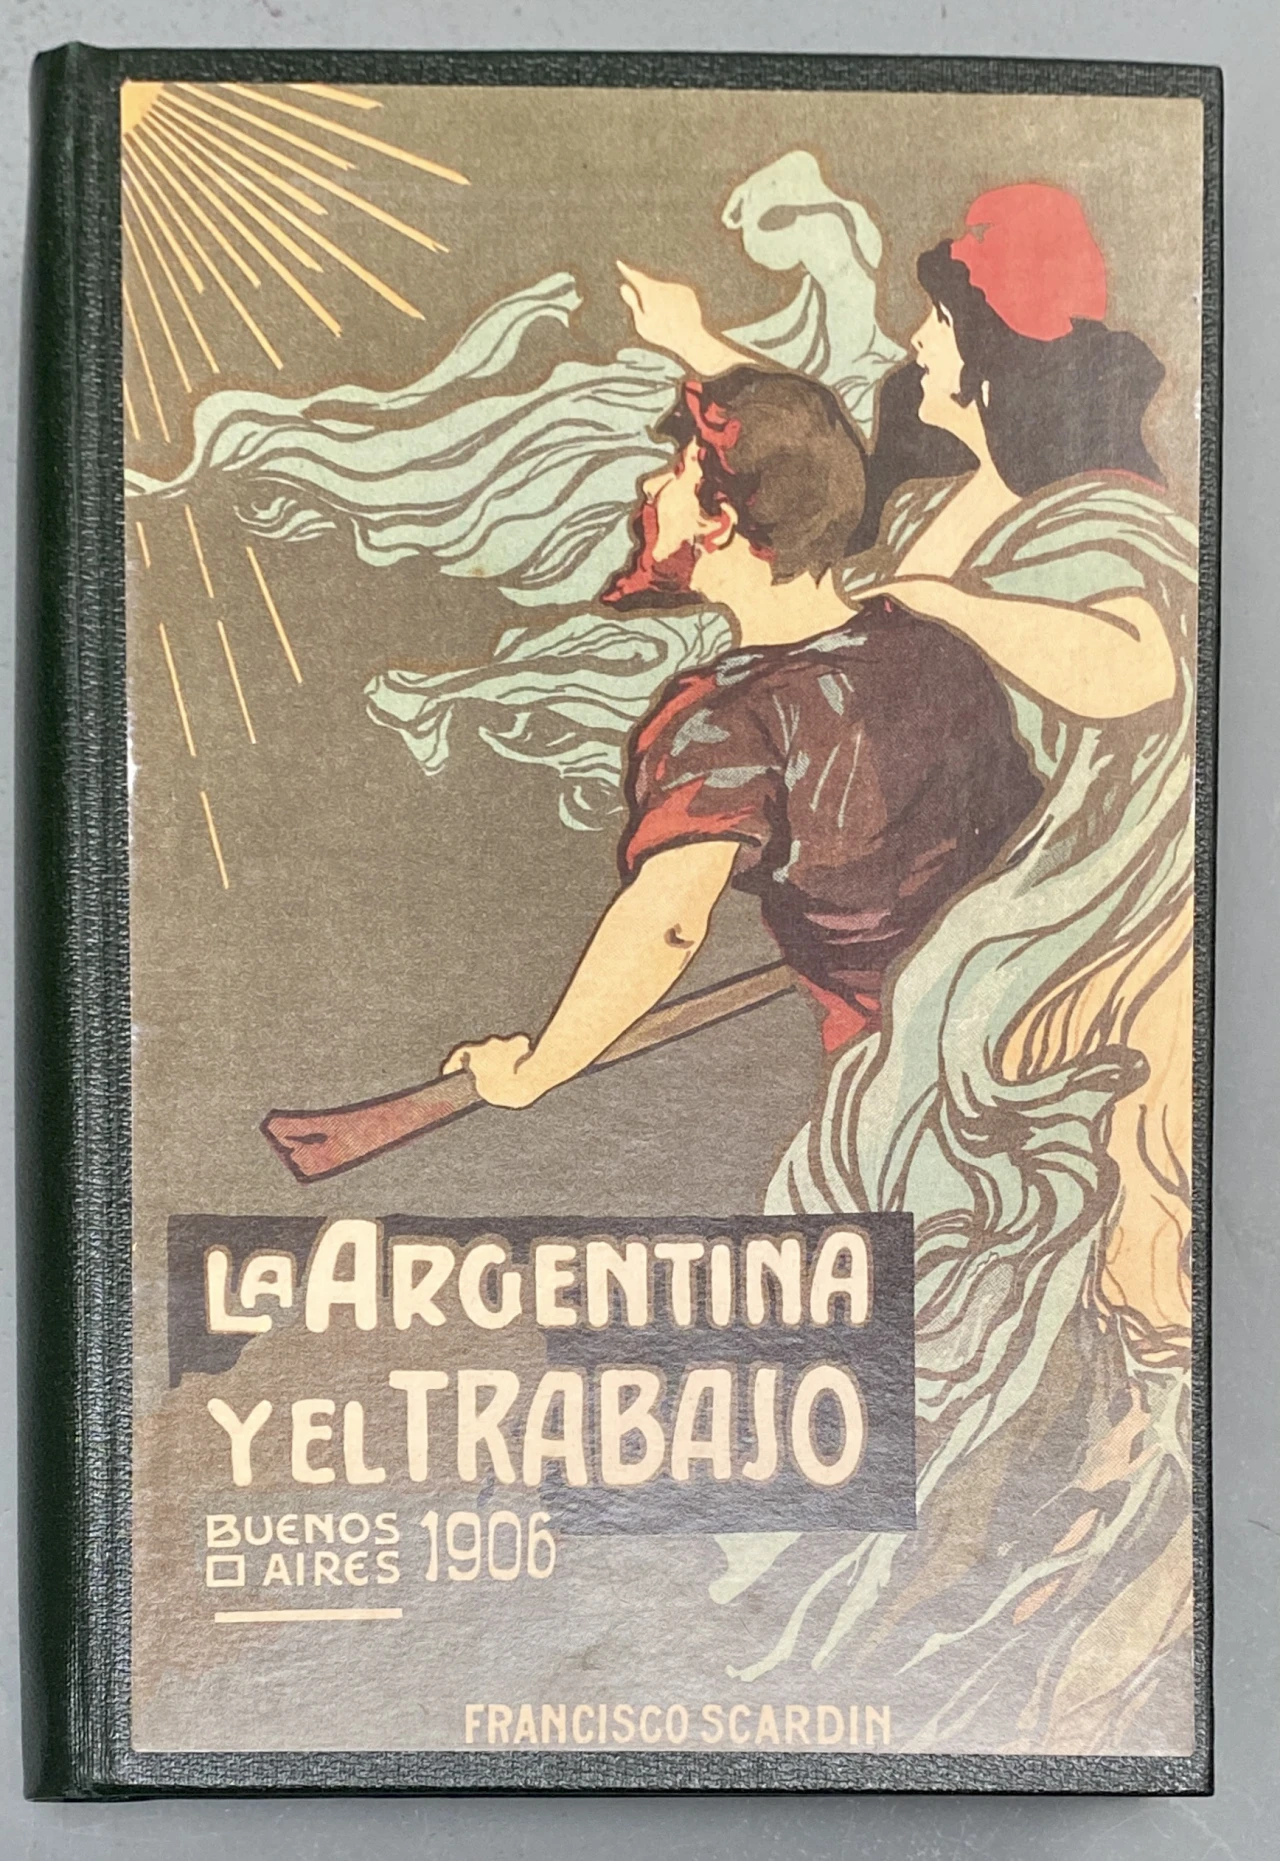 LA ARGENTINA
Y EL TRABAJO
BUENOS
AIRES 1906
FRANCISCO SCARDIN